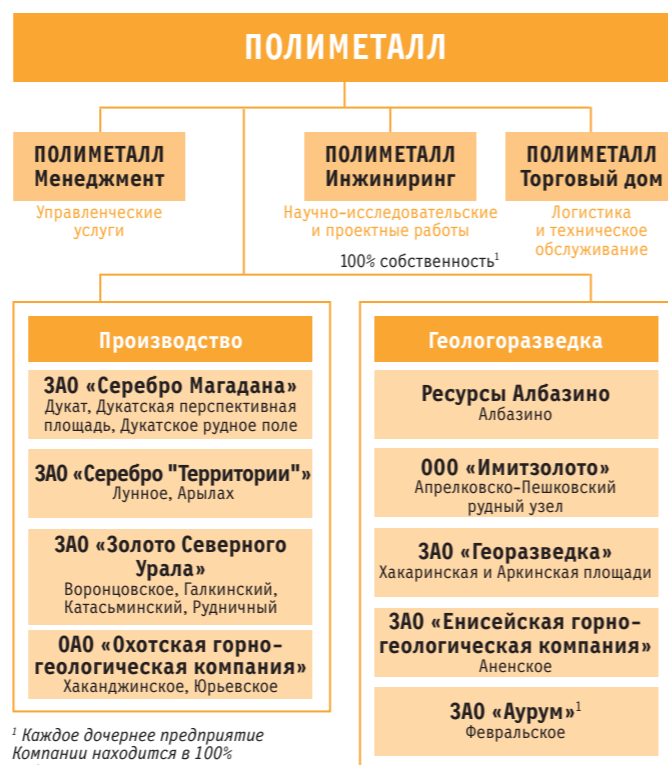 ПОЛИМЕТАЛЛ
ПОЛИМЕТАЛЛ
Менеджмент
Управленческие
услуги
ПОЛИМЕТАЛЛ
Инжиниринг
Научно-исследовательские
и проектные работы
ПОЛИМЕТАЛЛ
Торговый дом
Логистика
и техническое
обслуживание
100% собственность¹
Производство
ЗАО «Серебро Магадана»
Дукат, Дукатская перспективная
площадь, Дукатское рудное поле
ЗАО «Серебро "Территории"»
Лунное, Арылах
ЗАО «Золото Северного
Урала»
Воронцовское, Галкинский,
Катасьминский, Рудничный
ОАО «Охотская горно-
геологическая компания»
Хаканджинское, Юрьевское
Геологоразведка
Ресурсы Албазино
Албазино
ООО «Имитзолото»
Апрелковско-Пешковский
рудный узел
ЗАО «Георазведка»
Хакаринская и Аркинская площади
ЗАО «Енисейская горно-
геологическая компания»
Аненское
ЗАО «Аурум»¹
Февральское
¹ Каждое дочернее предприятие
Компании находится в 100%